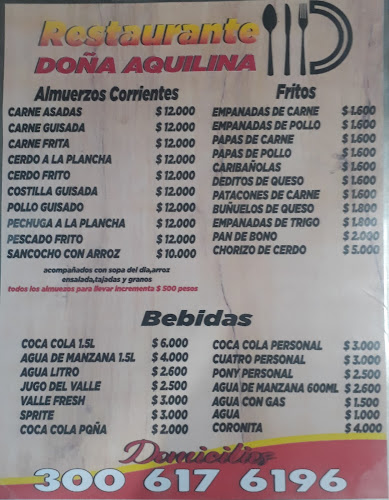 Restaurante
DOÑA AQUILINA
Almuerzos Corrientes
CARNE ASADAS $ 12.000
CARNE GUISADA $ 12.000
CARNE FRITA $ 12.000
CERDO A LA PLANCHA $ 12.000
CERDO FRITO $ 12.000
COSTILLA GUISADA $ 12.000
POLLO GUISADO $ 12.000
PECHUGA A LA PLANCHA $ 12.000
PESCADO FRITO $ 12.000
SANCOCHO CON ARROZ $ 10.000
acompañados con sopa del dia,arroz
ensalada,tajadas y granos
todos los almuezos para llevar incrementa $ 500 pesos
Fritos
EMPANADAS DE CARNE $ 1.600
EMPANADAS DE POLLO $ 1.600
PAPAS DE CARNE $ 1.600
PAPAS DE POLLO $ 1.600
CARIBAÑOLAS $ 1.600
DEDITOS DE QUESO $ 1.600
PATACONES DE CARNE $ 1.600
BUÑUELOS DE QUESO $ 1.800
EMPANADAS DE TRIGO $ 1.800
PAN DE BONO $ 2.000
CHORIZO DE CERDO $ 5.000
Bebidas
COCA COLA 1.5L $ 6.000
AGUA DE MANZANA 1.5L $ 4.000
AGUA LITRO $ 2.600
JUGO DEL VALLE $ 2.500
VALLE FRESH $ 3.000
SPRITE $ 3.000
COCA COLA PQÑA $ 2.000
COCA COLA PERSONAL $ 3.000
CUATRO PERSONAL $ 3.000
PONY PERSONAL $ 2.500
AGUA DE MANZANA 600ML $ 2.600
AGUA CON GAS $ 1.500
AGUA $ 1.000
CORONITA $ 4.000
Domicilios
300 617 6196